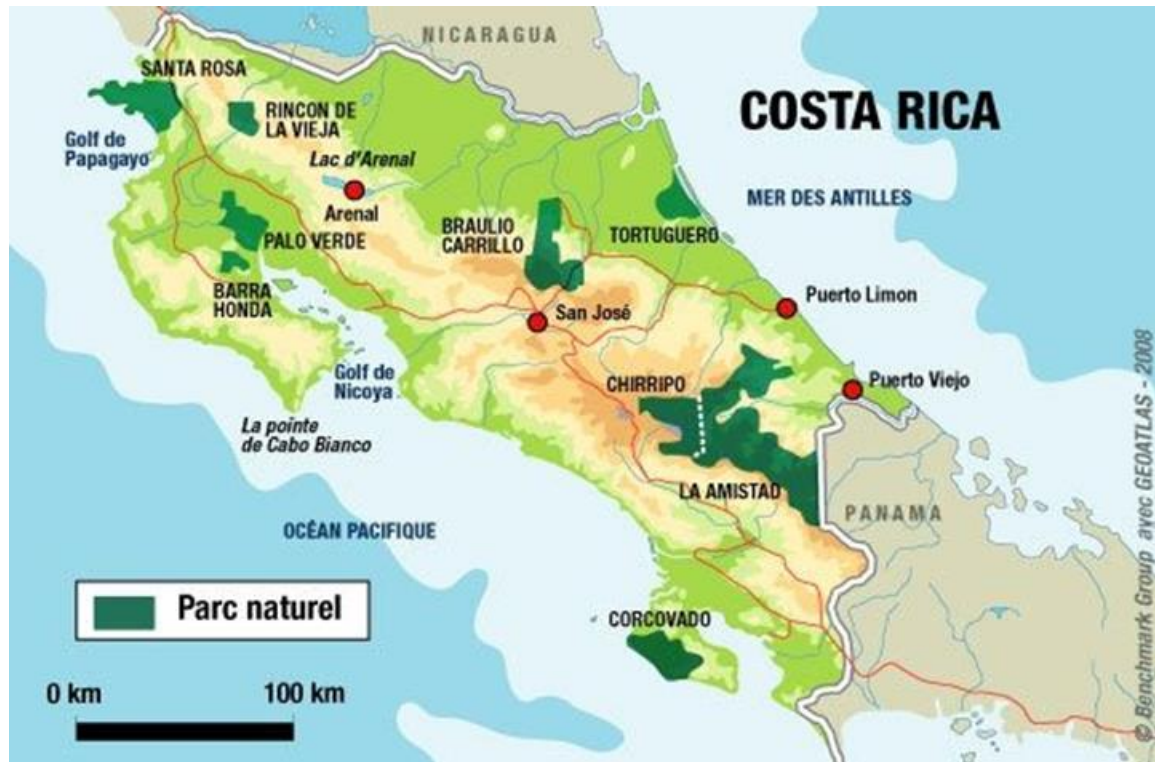 NICARAGUA
COSTA RICA
SANTA ROSA
RINCON DE
LA VIEJA
Golf de
Papagayo
Lac d'Arenal
Arenal
MER DES ANTILLES
BRAULIO
CARRILLO
TORTUGUERO
PALO VERDE
BARRA
HONDA
San José
Puerto Limon
Golf de
Nicoya
CHIRRIPO
Puerto Viejo
La pointe
de Cabo Bianco
LA AMISTAD
PANAMA
OCÉAN PACIFIQUE
Parc naturel
CORCOVADO
0 km
100 km
© Benchmark Group avec GEOATLAS - 2008